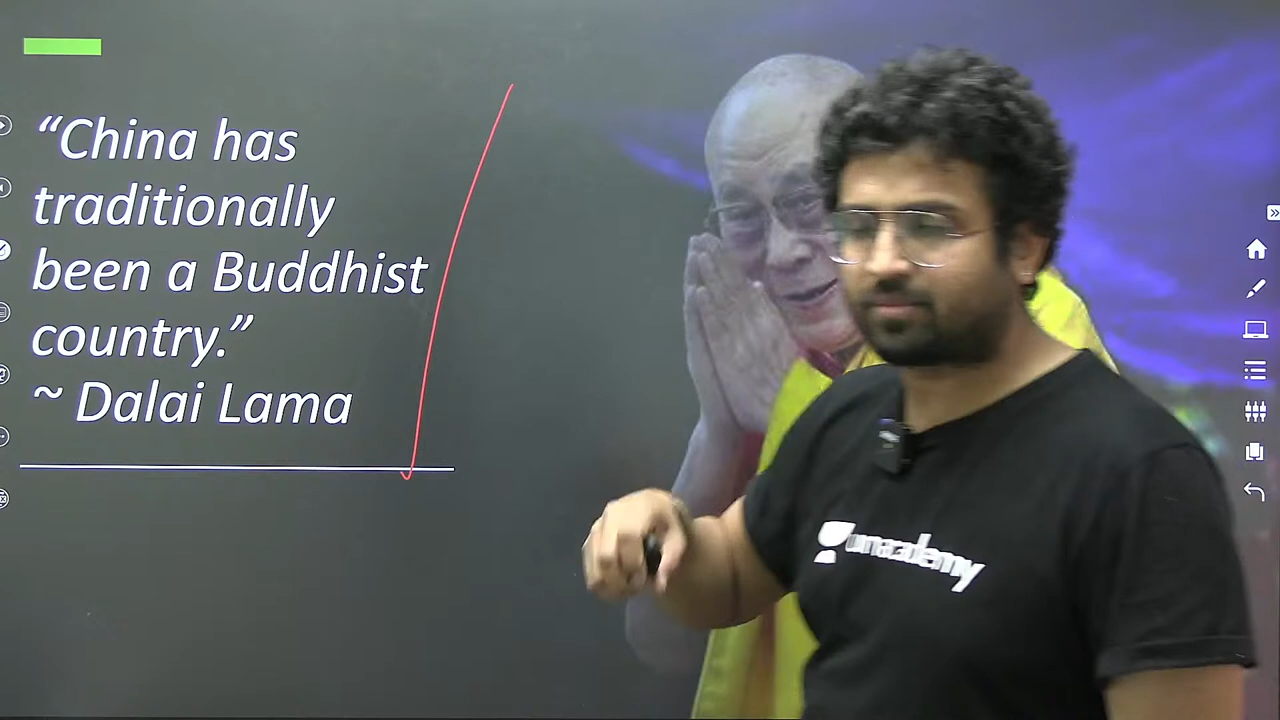 “China has
traditionally
been a Buddhist
country.”
~ Dalai Lama
unacademy